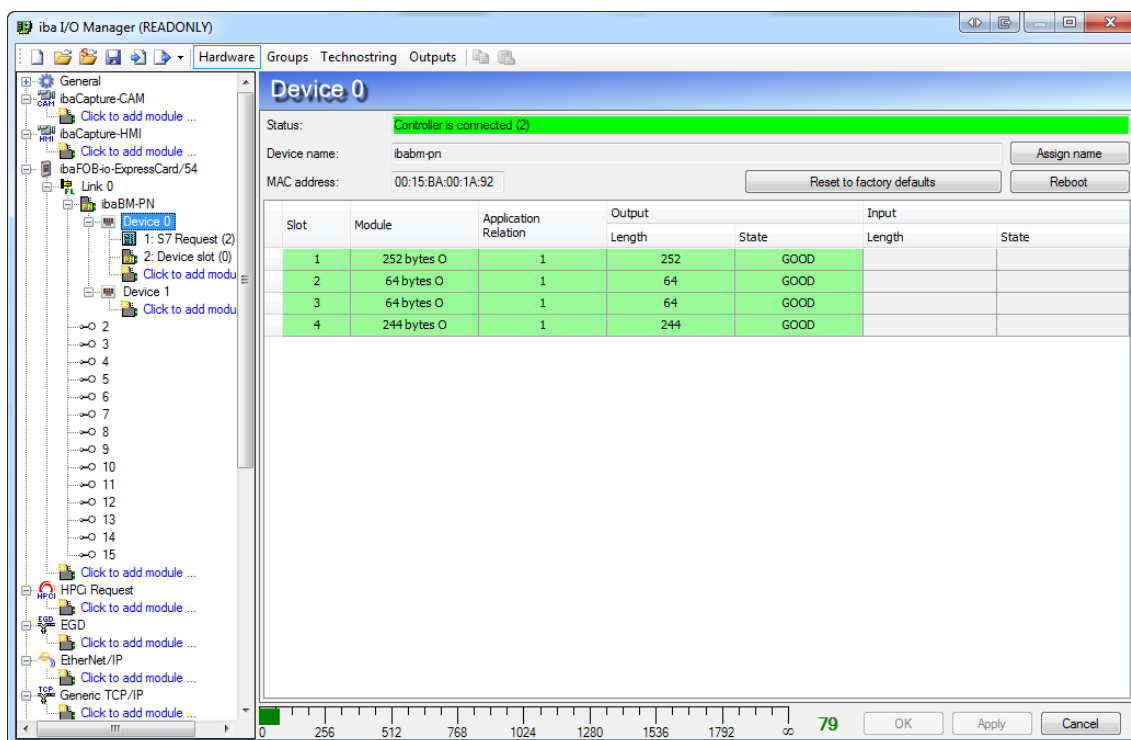 iba I/O Manager (READONLY)
Hardware Groups Technostring Outputs
General
CAM ibaCapture-CAM
Click to add module ...
HMI ibaCapture-HMI
Click to add module ...
ibaFOB-io-ExpressCard/54
FL Link 0
ibaBM-PN
Device 0
1: S7 Request (2)
2: Device slot (0)
Click to add modu
Device 1
Click to add modu
2
3
4
5
6
7
8
9
10
11
12
13
14
15
Click to add module ...
HPCI HPCi Request
Click to add module ...
EGD EGD
Click to add module ...
EtherNet/IP
Click to add module ...
TCP Generic TCP/IP
Click to add module ...
Device 0
Status: Controller is connected (2)
Device name: ibabm-pn Assign name
MAC address: 00:15:BA:00:1A:92 Reset to factory defaults Reboot
Slot Module Application Relation Output Input
Length State Length State
1 252 bytes O 1 252 GOOD
2 64 bytes O 1 64 GOOD
3 64 bytes O 1 64 GOOD
4 244 bytes O 1 244 GOOD
0 256 512 768 1024 1280 1536 1792 ∞ 79 OK Apply Cancel